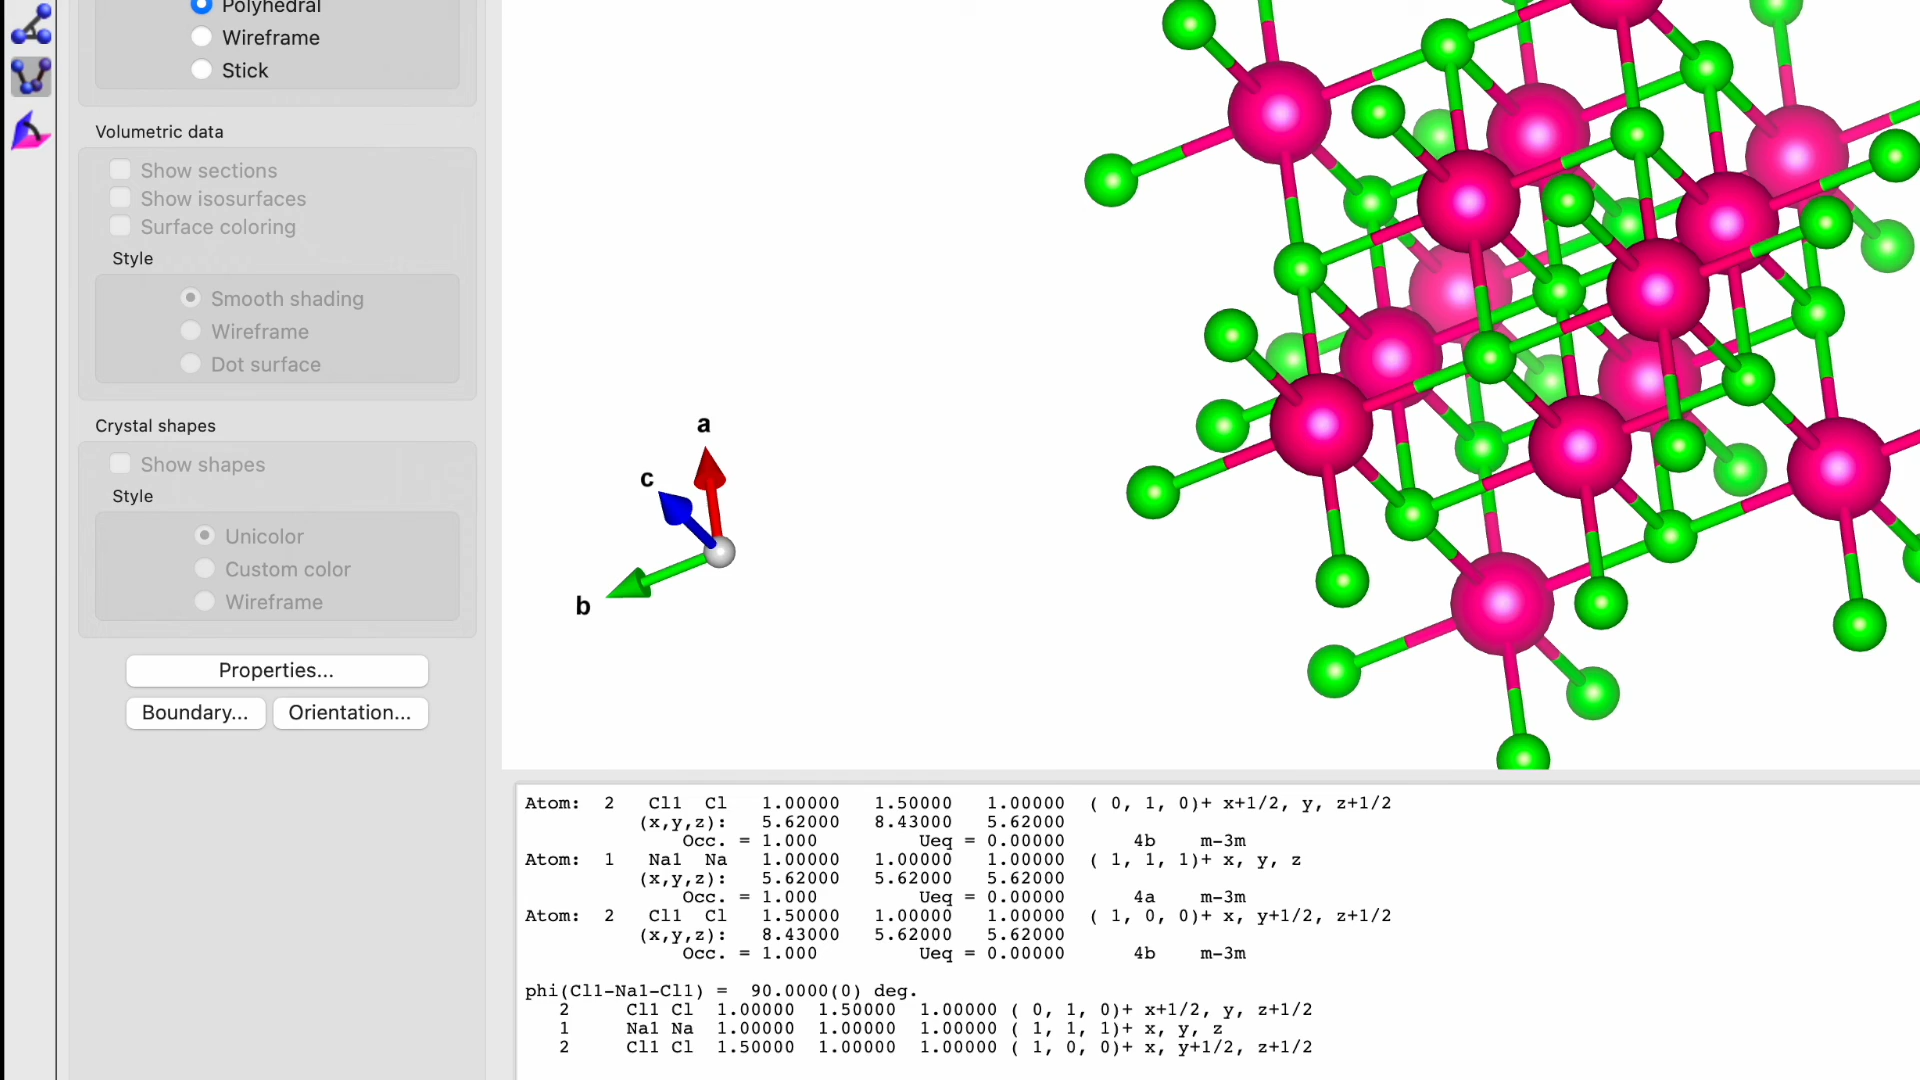 Polyhedral
Wireframe
Stick
Volumetric data
Show sections
Show isosurfaces
Surface coloring
Style
Smooth shading
Wireframe
Dot surface
Crystal shapes
Show shapes
Style
Unicolor
Custom color
Wireframe
Properties...
Boundary... Orientation...
a
c
b
Atom: 2 Cl1 Cl 1.00000 1.50000 1.00000 ( 0, 1, 0)+ x+1/2, y, z+1/2
(x,y,z): 5.62000 8.43000 5.62000
Occ. = 1.000 Ueq = 0.00000 4b m-3m
Atom: 1 Na1 Na 1.00000 1.00000 1.00000 ( 1, 1, 1)+ x, y, z
(x,y,z): 5.62000 5.62000 5.62000
Occ. = 1.000 Ueq = 0.00000 4a m-3m
Atom: 2 Cl1 Cl 1.50000 1.00000 1.00000 ( 1, 0, 0)+ x, y+1/2, z+1/2
(x,y,z): 8.43000 5.62000 5.62000
Occ. = 1.000 Ueq = 0.00000 4b m-3m
phi(Cl1-Na1-Cl1) = 90.0000(0) deg.
2 Cl1 Cl 1.00000 1.50000 1.00000 ( 0, 1, 0)+ x+1/2, y, z+1/2
1 Na1 Na 1.00000 1.00000 1.00000 ( 1, 1, 1)+ x, y, z
2 Cl1 Cl 1.50000 1.00000 1.00000 ( 1, 0, 0)+ x, y+1/2, z+1/2